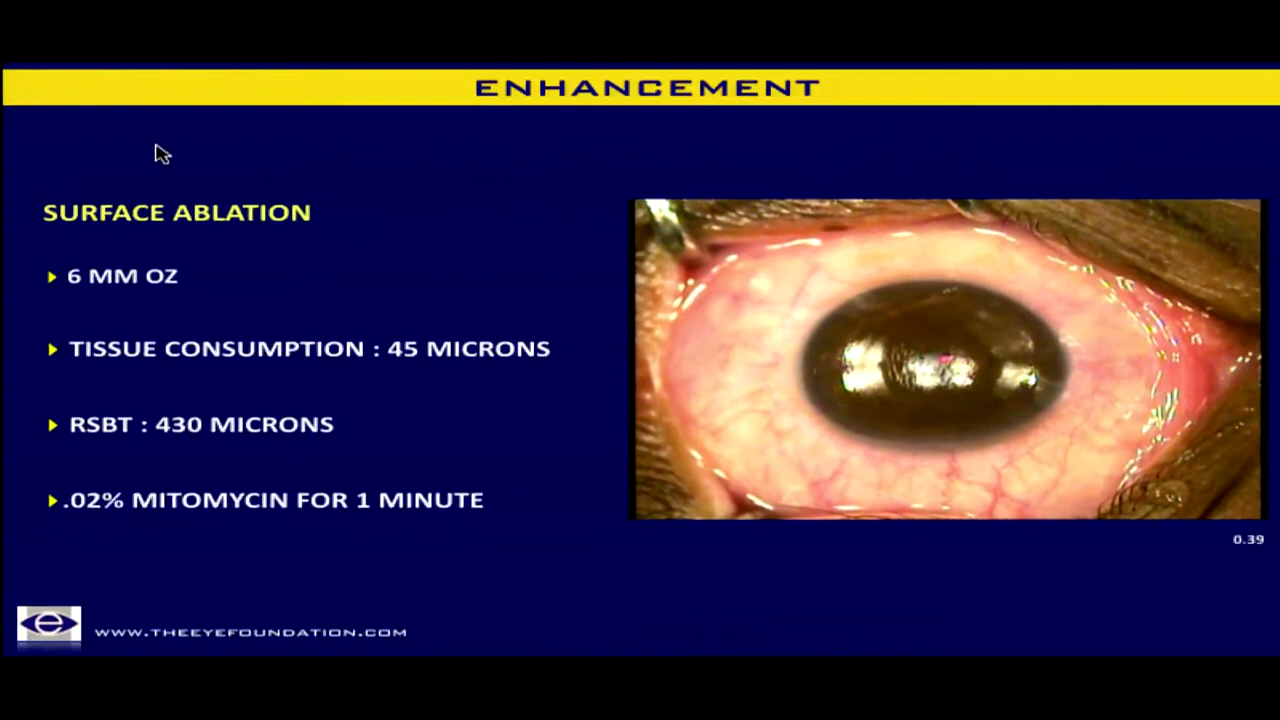 ENHANCEMENT
SURFACE ABLATION
6 MM OZ
TISSUE CONSUMPTION : 45 MICRONS
RSBT : 430 MICRONS
.02% MITOMYCIN FOR 1 MINUTE
0.39
WWW.THEEYEFOUNDATION.COM